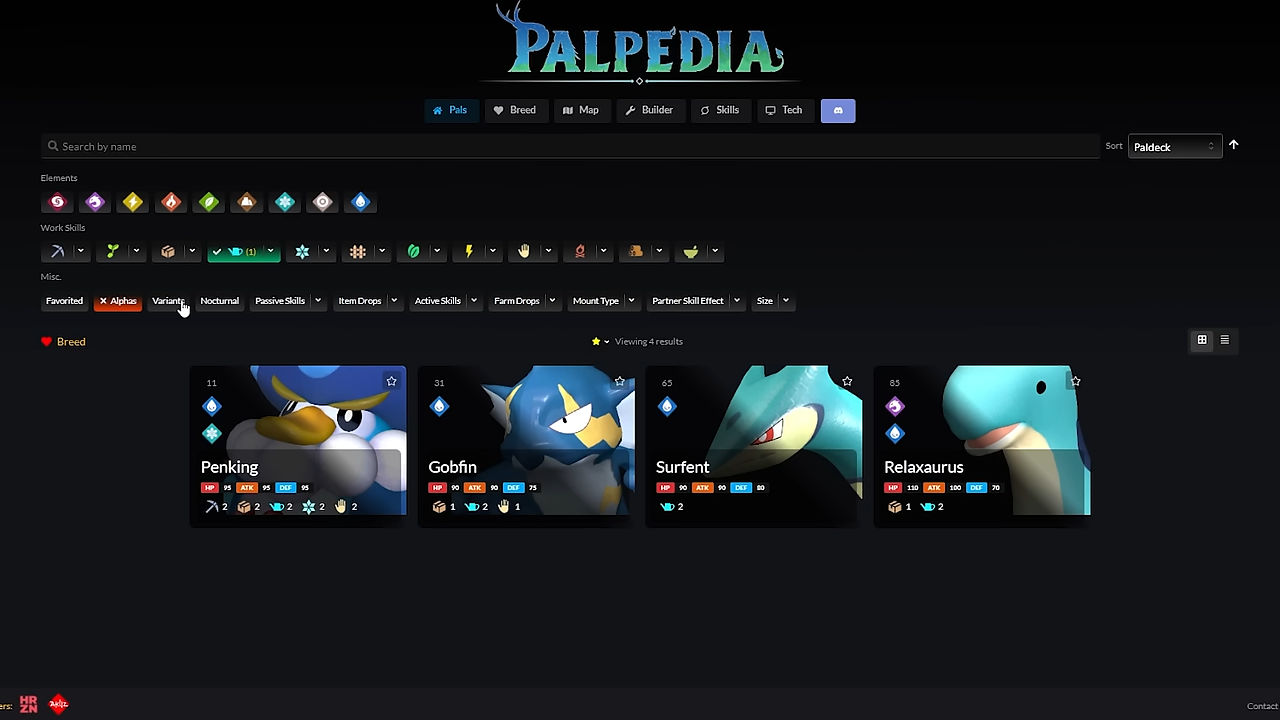 PALPEDIA
Pals Breed Map Builder Skills Tech
Search by name
Sort Paldeck
Elements
Work Skills
(1)
Misc.
Favorited Alphas Variants Nocturnal Passive Skills Item Drops Active Skills Farm Drops Mount Type Partner Skill Effect Size
Breed
Viewing 4 results
11
Penking
HP 95 ATK 95 DEF 95
2 2 2 2 2
31
Gobfin
HP 90 ATK 90 DEF 75
1 2 1
65
Surfent
HP 90 ATK 90 DEF 80
2
85
Relaxaurus
HP 110 ATK 100 DEF 70
1 2
ers:
HRZN
Contact